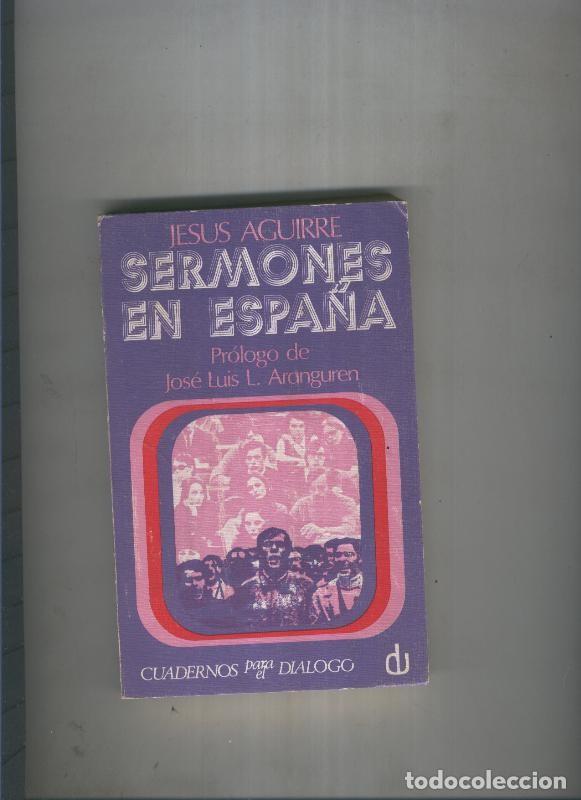 JESUS AGUIRRE
SERMONES
EN ESPAÑA
Prólogo de
José Luis L. Aranguren
CUADERNOS para el DIALOGO
du
todocoleccion